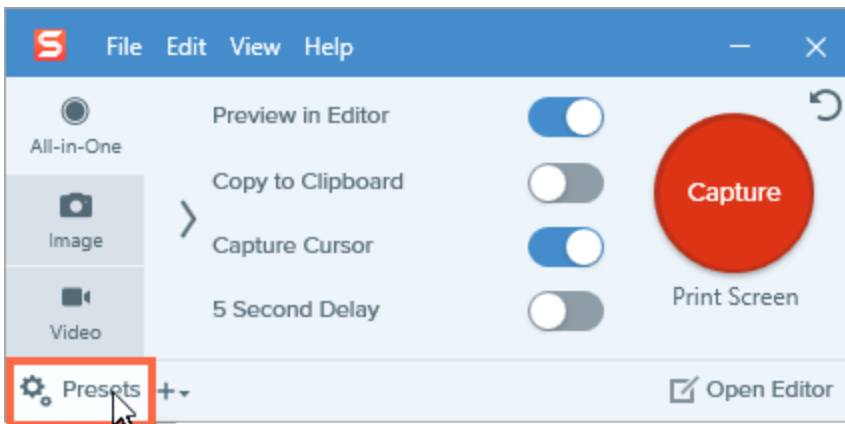 S File Edit View Help
Preview in Editor
All-in-One
Copy to Clipboard
Capture
Image
Capture Cursor
Print Screen
5 Second Delay
Video
Presets
Open Editor